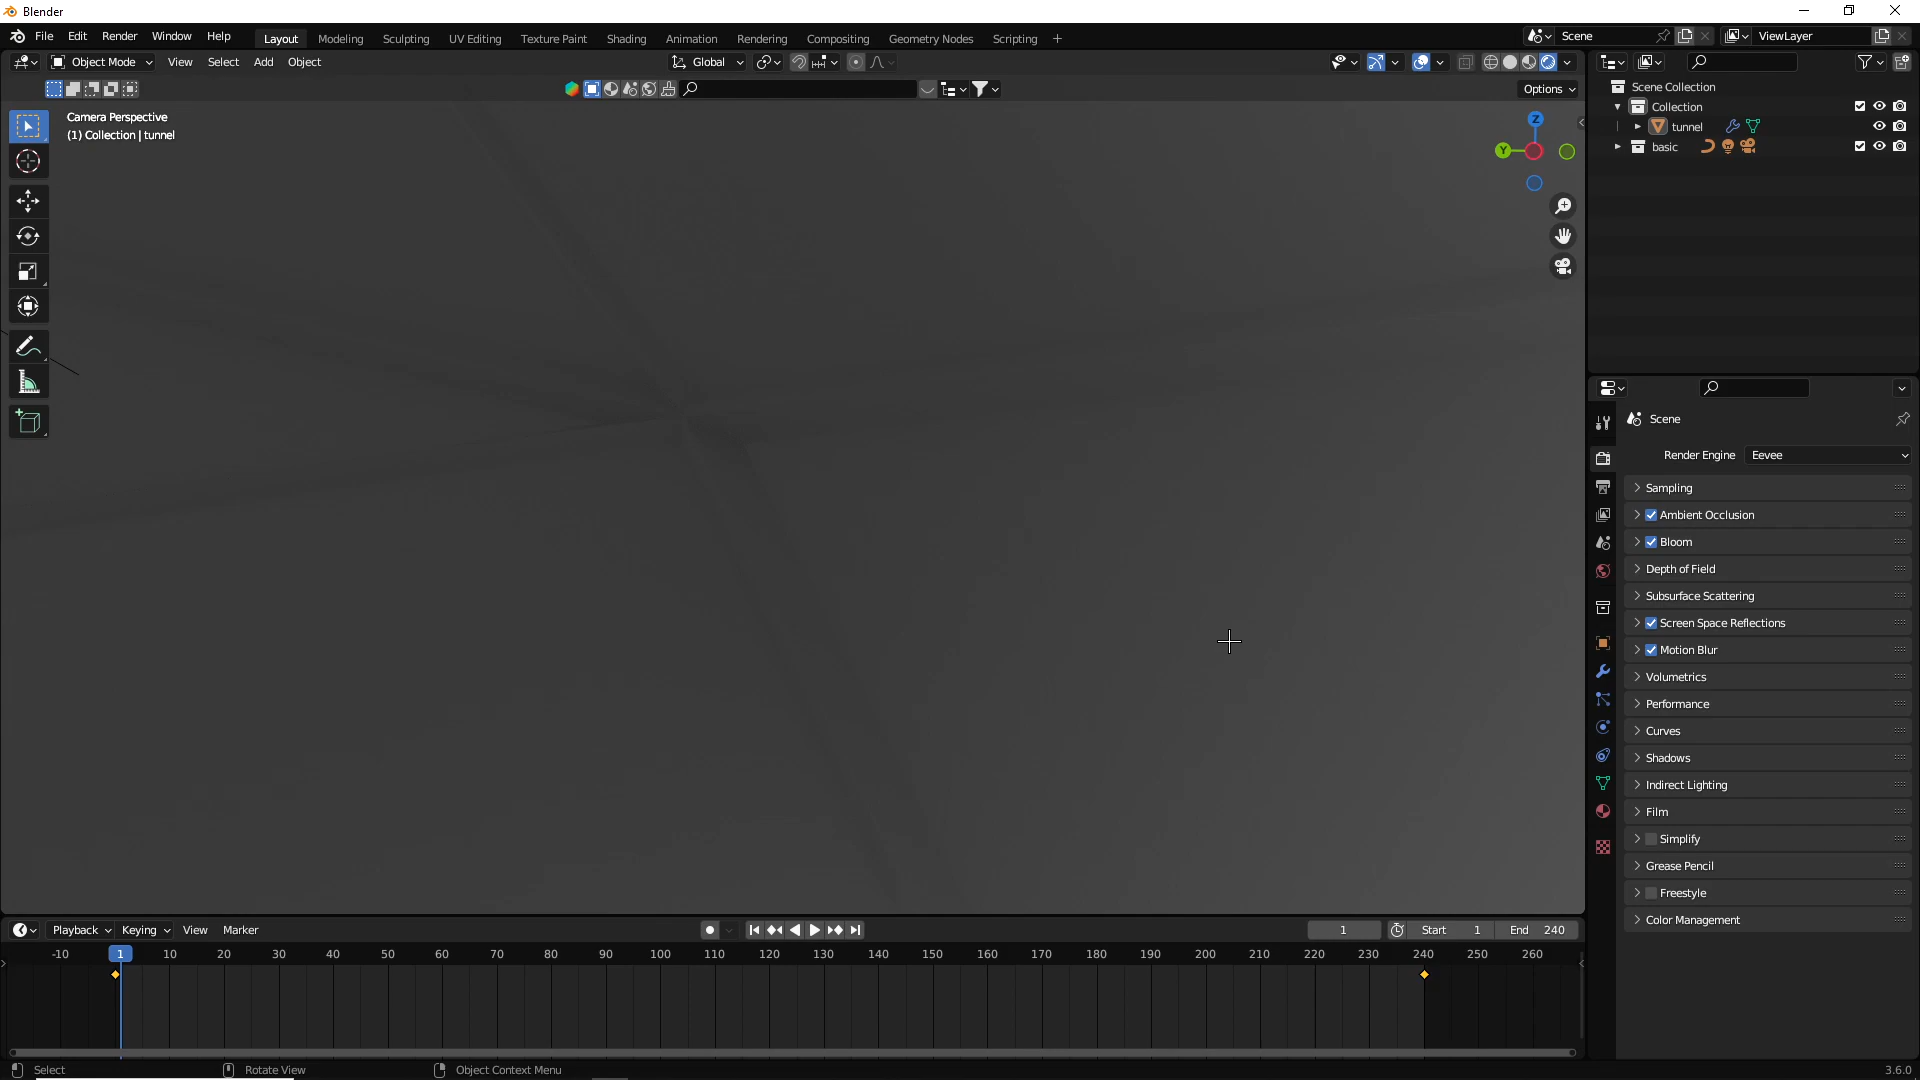 Blender
File Edit Render Window Help Layout Modeling Sculpting UV Editing Texture Paint Shading Animation Rendering Compositing Geometry Nodes Scripting + Scene ViewLayer
Object Mode View Select Add Object Global
Options
Camera Perspective
(1) Collection | tunnel
Z
Y
Scene Collection
Collection
tunnel
basic
Scene
Render Engine Eevee
Sampling
Ambient Occlusion
Bloom
Depth of Field
Subsurface Scattering
Screen Space Reflections
Motion Blur
Volumetrics
Performance
Curves
Shadows
Indirect Lighting
Film
Simplify
Grease Pencil
Freestyle
Color Management
Playback Keying View Marker 1 Start 1 End 240
-10 1 10 20 30 40 50 60 70 80 90 100 110 120 130 140 150 160 170 180 190 200 210 220 230 240 250 260
Select Rotate View Object Context Menu 3.6.0